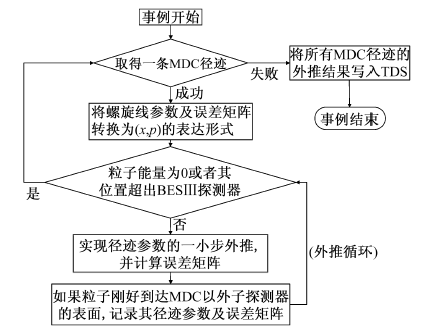 事例开始
取得一条MDC径迹
失败
将所有MDC径迹的
外推结果写入TDS
事例结束
成功
将螺旋线参数及误差矩阵
转换为(x,p)的表达形式
粒子能量为0或者其
位置超出BESⅢ探测器
是
否
实现径迹参数的一小步外推,
并计算误差矩阵
(外推循环)
如果粒子刚好到达MDC以外子探测器
的表面, 记录其径迹参数及误差矩阵